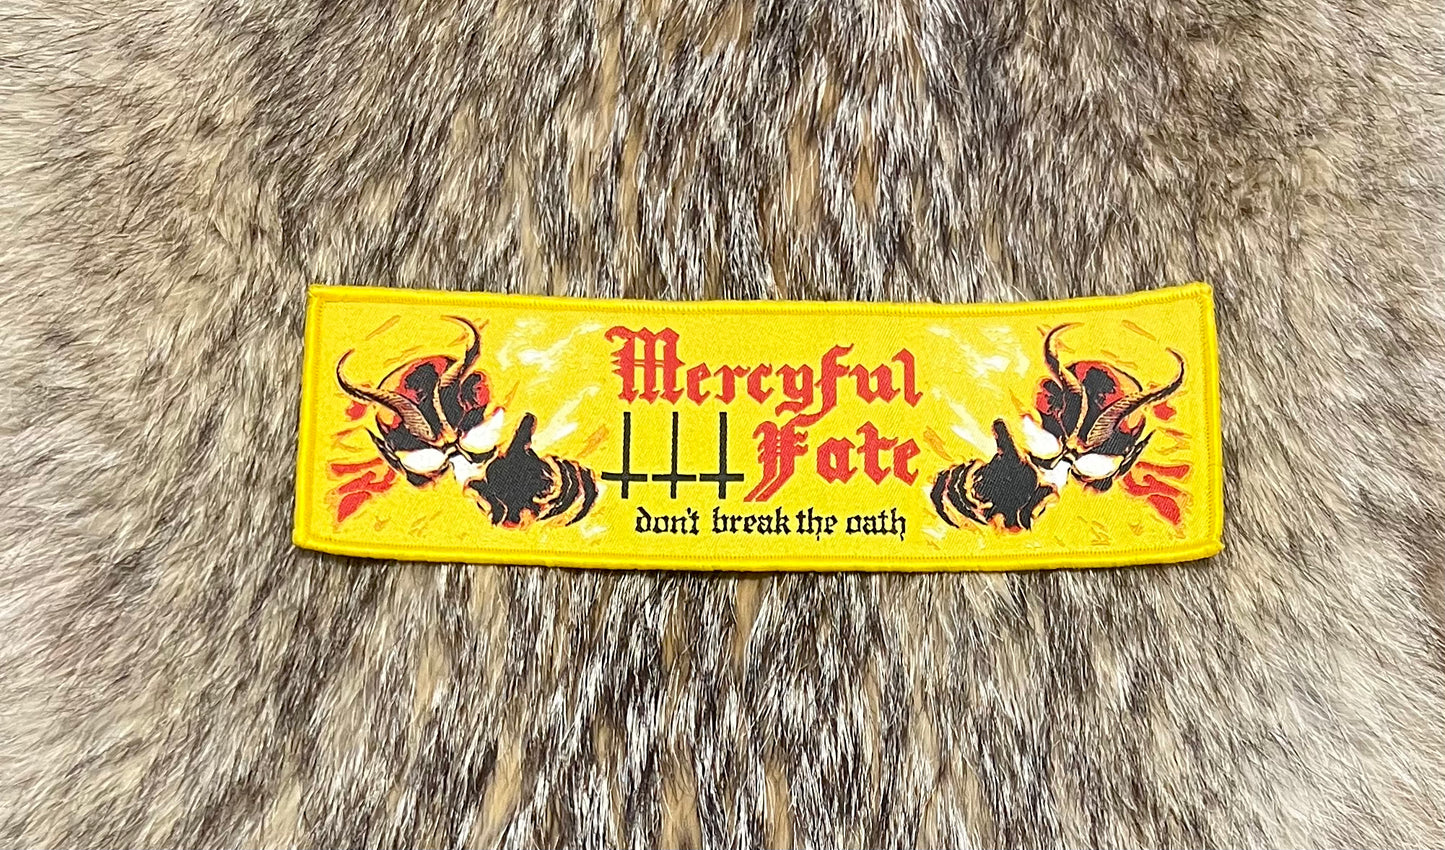 Mercyful
Fate
don't break the oath